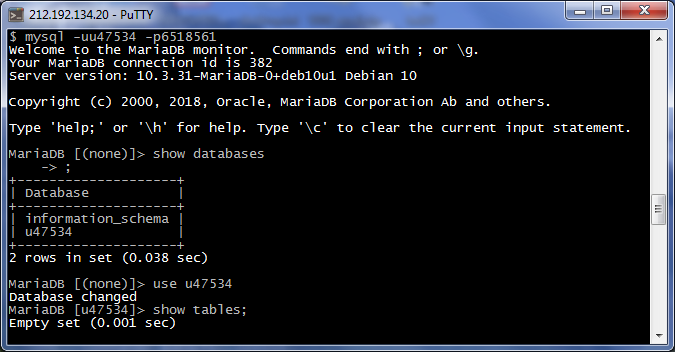 212.192.134.20 - PuTTY
$ mysql -uu47534 -p6518561
Welcome to the MariaDB monitor.  Commands end with ; or \g.
Your MariaDB connection id is 382
Server version: 10.3.31-MariaDB-0+deb10u1 Debian 10

Copyright (c) 2000, 2018, Oracle, MariaDB Corporation Ab and others.

Type 'help;' or '\h' for help. Type '\c' to clear the current input statement.

MariaDB [(none)]> show databases
    -> ;
+--------------------+
| Database           |
+--------------------+
| information_schema |
| u47534             |
+--------------------+
2 rows in set (0.038 sec)

MariaDB [(none)]> use u47534
Database changed
MariaDB [u47534]> show tables;
Empty set (0.001 sec)